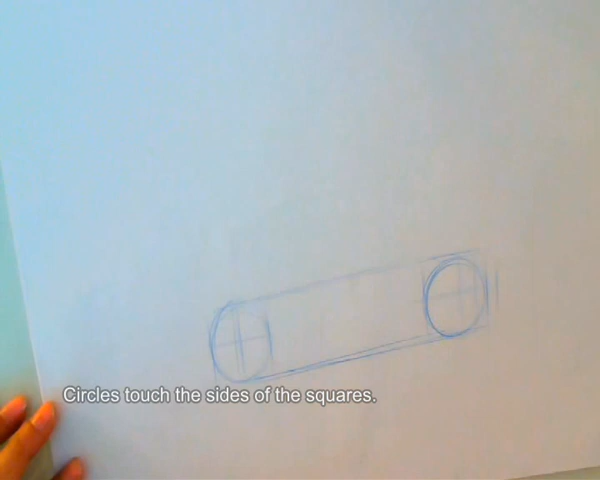 Circles touch the sides of the squares.